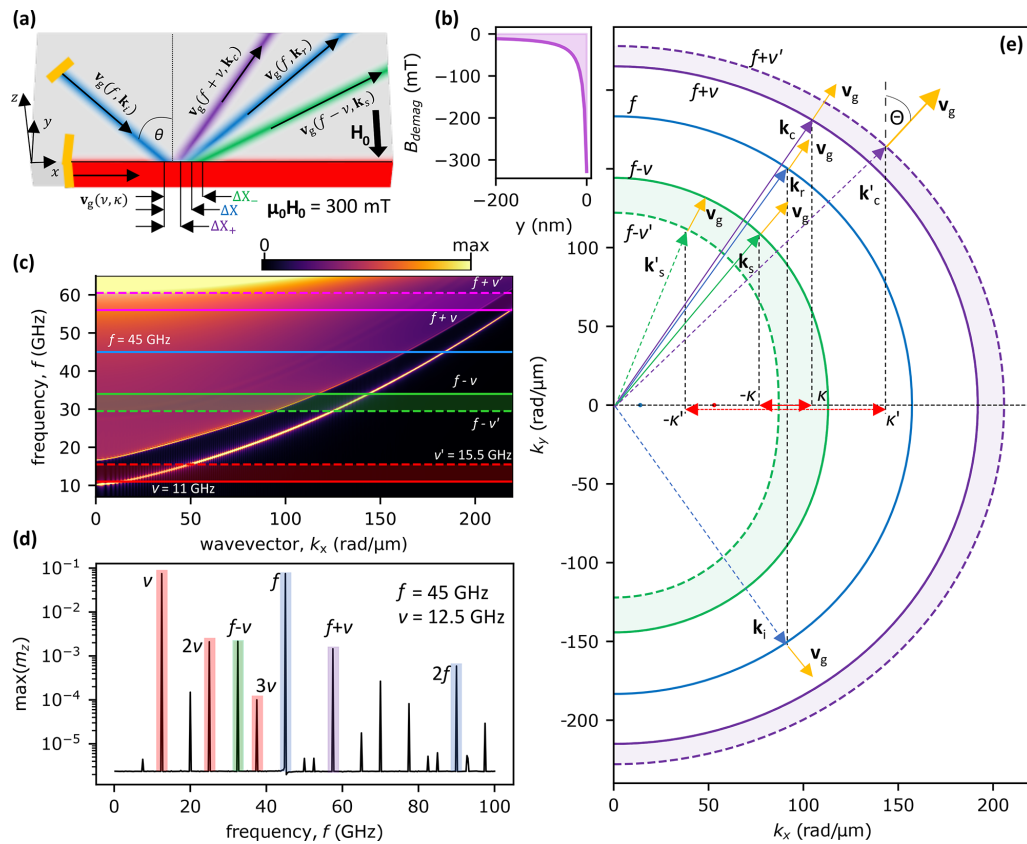 (a)
v_g(f, k_i)
v_g(f + ν, k_c)
v_g(f, k_r)
v_g(f − ν, k_s)
θ
H_0
z
y
x
v_g(ν, κ)
ΔX_−
ΔX
ΔX_+
μ_0H_0 = 300 mT
(b)
B_demag (mT)
0
−100
−200
−300
−200
0
y (nm)
(c)
0
max
f + ν'
f + ν
f = 45 GHz
f − ν
f − ν'
ν' = 15.5 GHz
ν = 11 GHz
frequency, f (GHz)
60
50
40
30
20
10
0
50
100
150
200
wavevector, k_x (rad/μm)
(d)
max(m_z)
10^−1
10^−2
10^−3
10^−4
10^−5
ν
2ν
f−ν
3ν
f
f+ν
2f
f = 45 GHz
ν = 12.5 GHz
0
20
40
60
80
100
frequency, f (GHz)
(e)
f+ν'
f+ν
f
f−ν
f−ν'
k_c
v_g
v_g
k_r
v_g
k_s
v_g
k'_s
k'_c
Θ
v_g
-κ'
-κ
κ
κ'
k_i
v_g
k_y (rad/μm)
100
50
0
-50
-100
-150
-200
0
50
100
150
200
k_x (rad/μm)